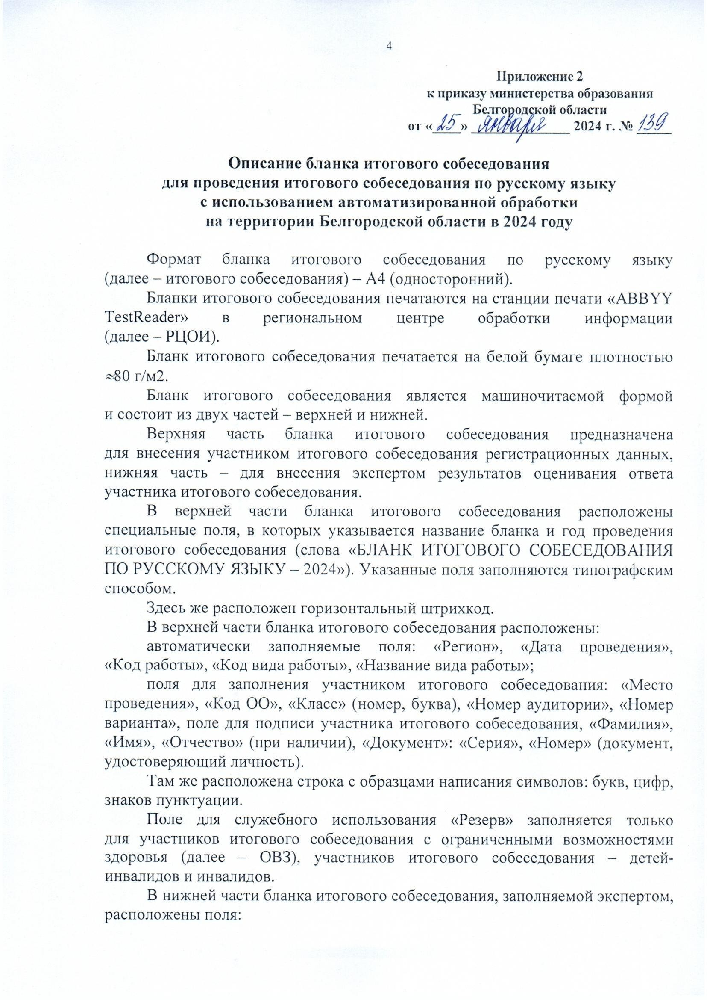 4
Приложение 2
к приказу министерства образования
Белгородской области
от «25» января 2024 г. № 139
Описание бланка итогового собеседования
для проведения итогового собеседования по русскому языку
с использованием автоматизированной обработки
на территории Белгородской области в 2024 году
Формат бланка итогового собеседования по русскому языку
(далее – итогового собеседования) – А4 (односторонний).
Бланки итогового собеседования печатаются на станции печати «ABBYY
TestReader» в региональном центре обработки информации
(далее – РЦОИ).
Бланк итогового собеседования печатается на белой бумаге плотностью
≈80 г/м2.
Бланк итогового собеседования является машиночитаемой формой
и состоит из двух частей – верхней и нижней.
Верхняя часть бланка итогового собеседования предназначена
для внесения участником итогового собеседования регистрационных данных,
нижняя часть – для внесения экспертом результатов оценивания ответа
участника итогового собеседования.
В верхней части бланка итогового собеседования расположены
специальные поля, в которых указывается название бланка и год проведения
итогового собеседования (слова «БЛАНК ИТОГОВОГО СОБЕСЕДОВАНИЯ
ПО РУССКОМУ ЯЗЫКУ – 2024»). Указанные поля заполняются типографским
способом.
Здесь же расположен горизонтальный штрихкод.
В верхней части бланка итогового собеседования расположены:
автоматически заполняемые поля: «Регион», «Дата проведения»,
«Код работы», «Код вида работы», «Название вида работы»;
поля для заполнения участником итогового собеседования: «Место
проведения», «Код ОО», «Класс» (номер, буква), «Номер аудитории», «Номер
варианта», поле для подписи участника итогового собеседования, «Фамилия»,
«Имя», «Отчество» (при наличии), «Документ»: «Серия», «Номер» (документ,
удостоверяющий личность).
Там же расположена строка с образцами написания символов: букв, цифр,
знаков пунктуации.
Поле для служебного использования «Резерв» заполняется только
для участников итогового собеседования с ограниченными возможностями
здоровья (далее – ОВЗ), участников итогового собеседования – детей-
инвалидов и инвалидов.
В нижней части бланка итогового собеседования, заполняемой экспертом,
расположены поля: